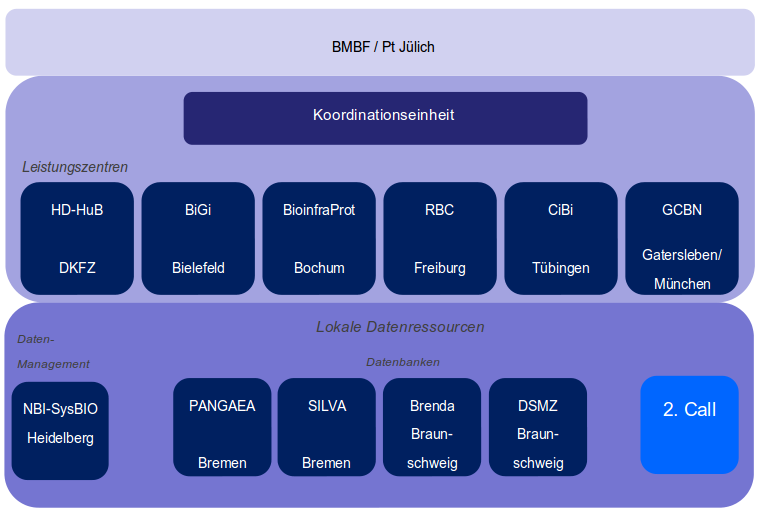 BMBF / Pt Jülich
Koordinationseinheit
Leistungszentren
HD-HuB
DKFZ
BiGi
Bielefeld
BioinfraProt
Bochum
RBC
Freiburg
CiBi
Tübingen
GCBN
Gatersleben/
München
Lokale Datenressourcen
Daten-
Management
Datenbanken
NBI-SysBIO
Heidelberg
PANGAEA
Bremen
SILVA
Bremen
Brenda
Braun-
schweig
DSMZ
Braun-
schweig
2. Call